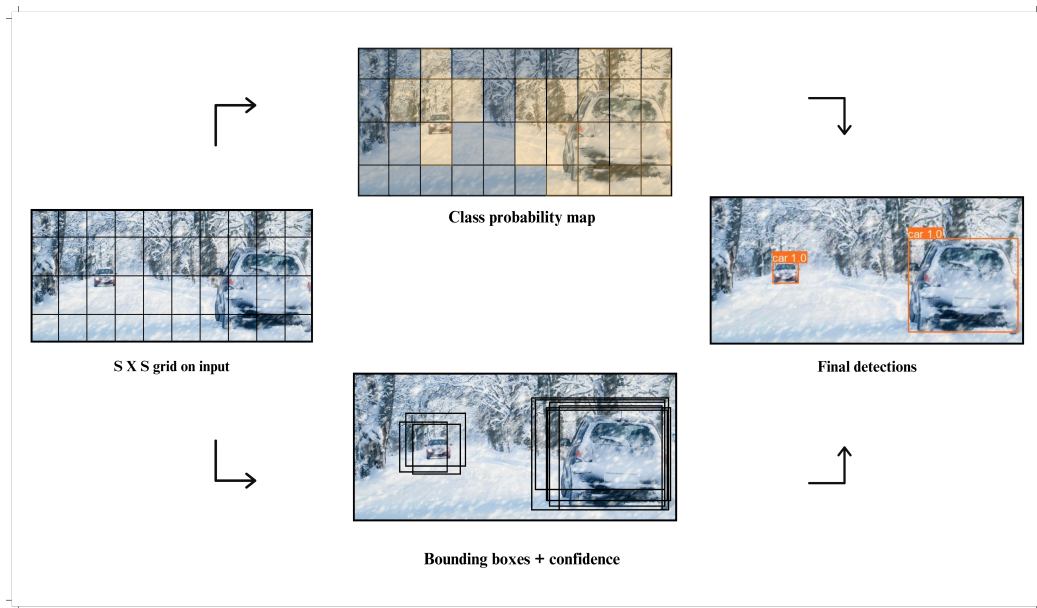 Class probability map
S X S grid on input
car 1.0
car 1.0
Final detections
Bounding boxes + confidence